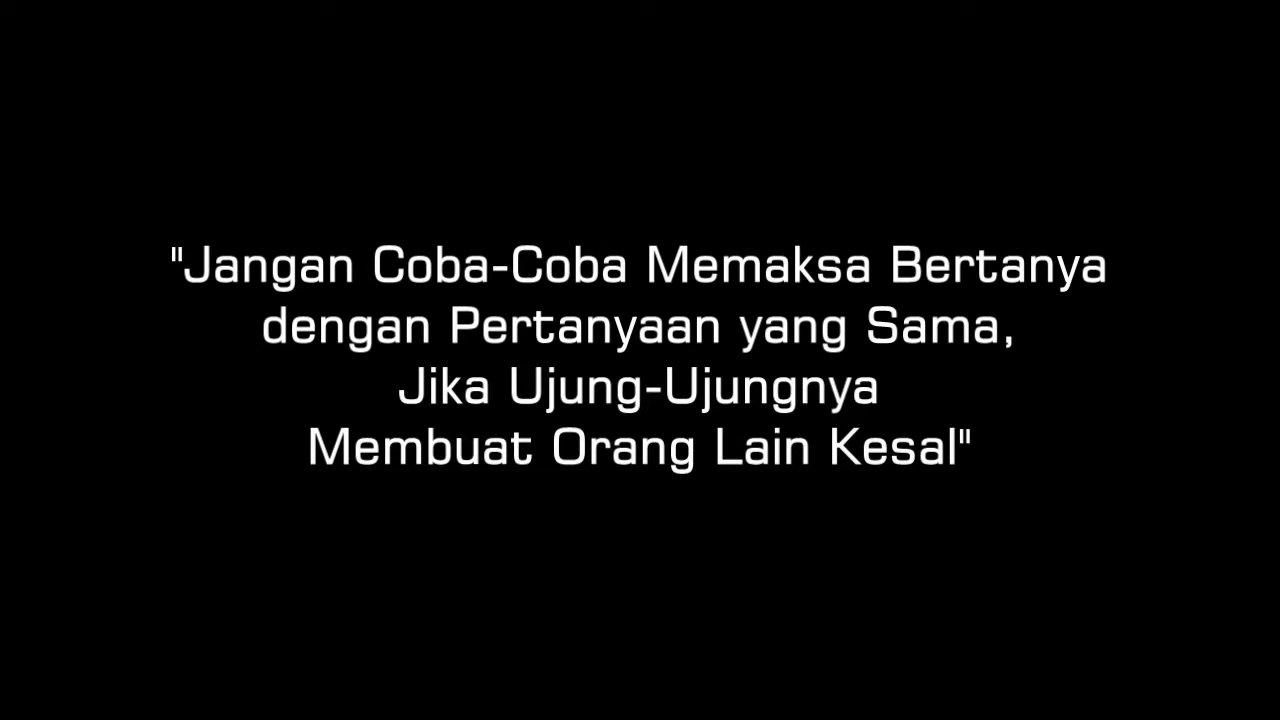 "Jangan Coba-Coba Memaksa Bertanya
dengan Pertanyaan yang Sama,
Jika Ujung-Ujungnya
Membuat Orang Lain Kesal"